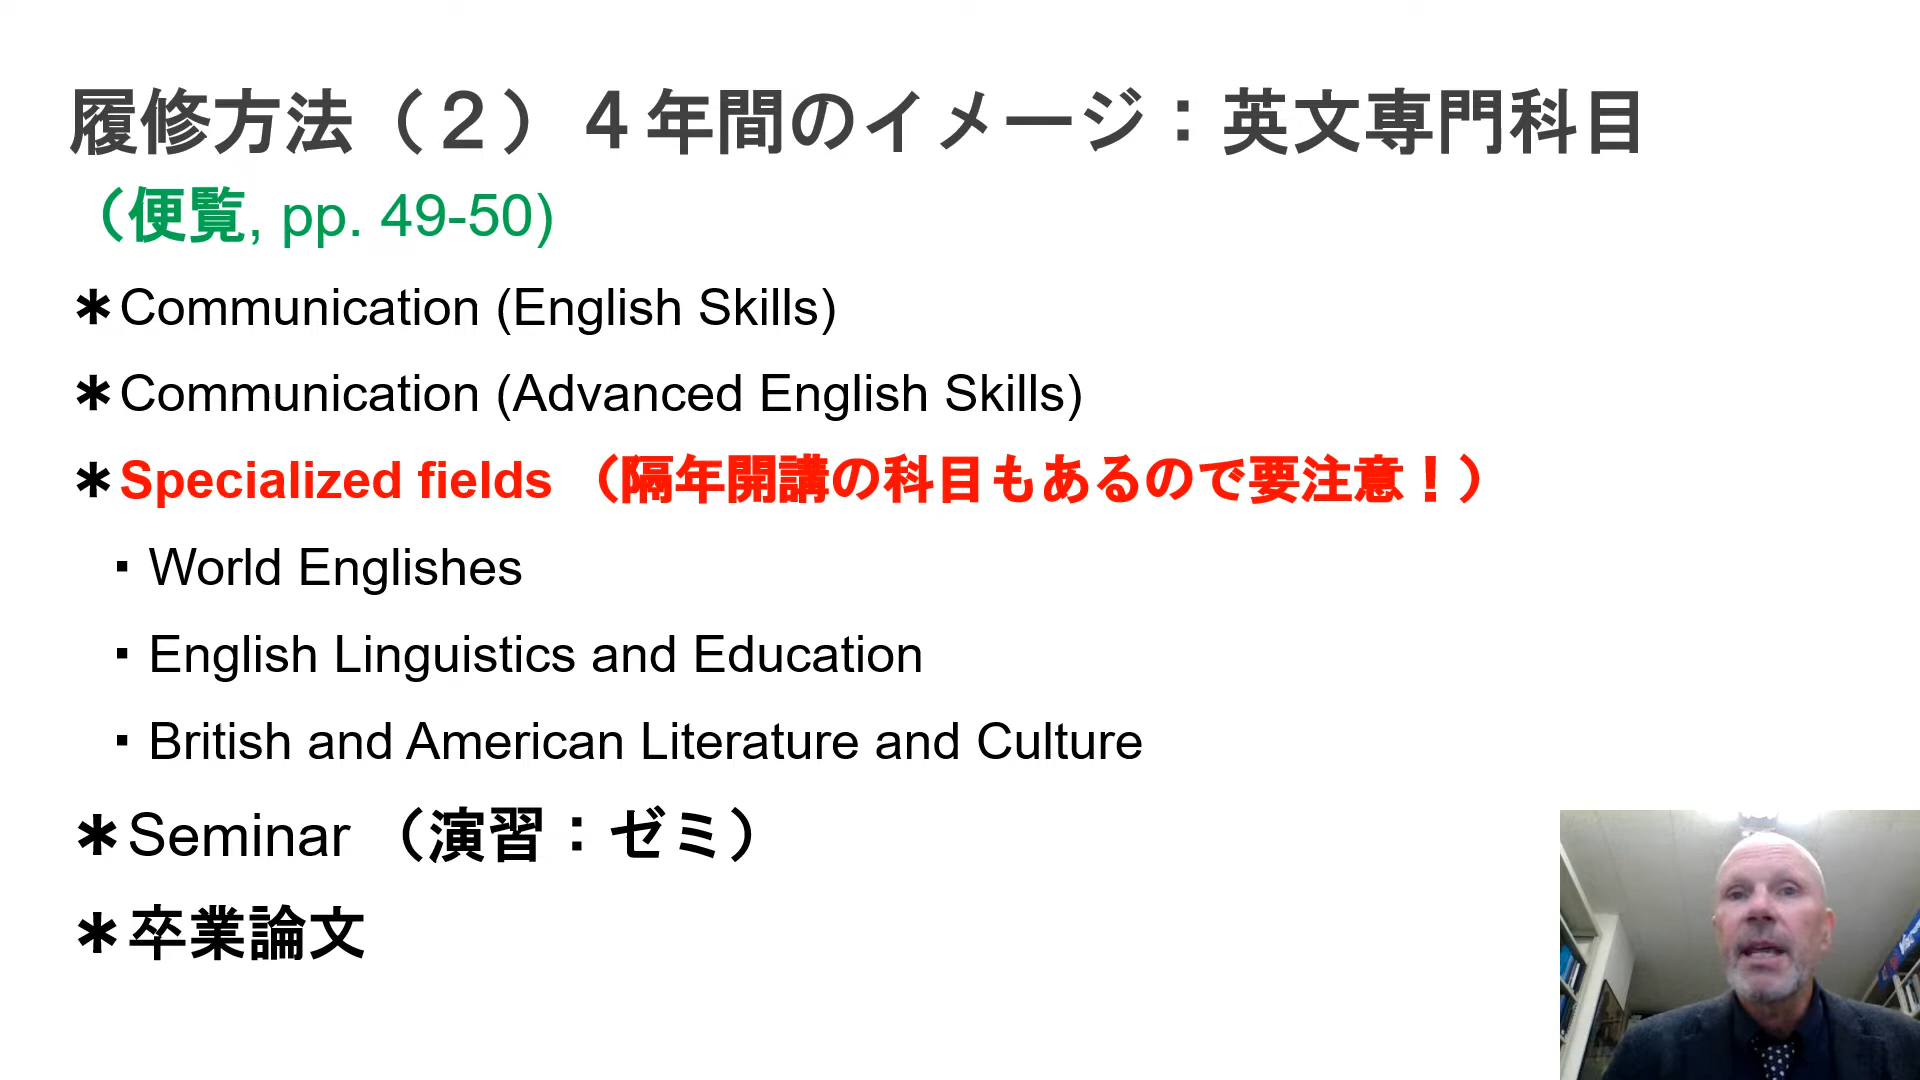 履修方法（２）４年間のイメージ：英文専門科目
（便覧, pp. 49-50)
＊Communication (English Skills)
＊Communication (Advanced English Skills)
＊Specialized fields （隔年開講の科目もあるので要注意！）
・World Englishes
・English Linguistics and Education
・British and American Literature and Culture
＊Seminar （演習：ゼミ）
＊卒業論文